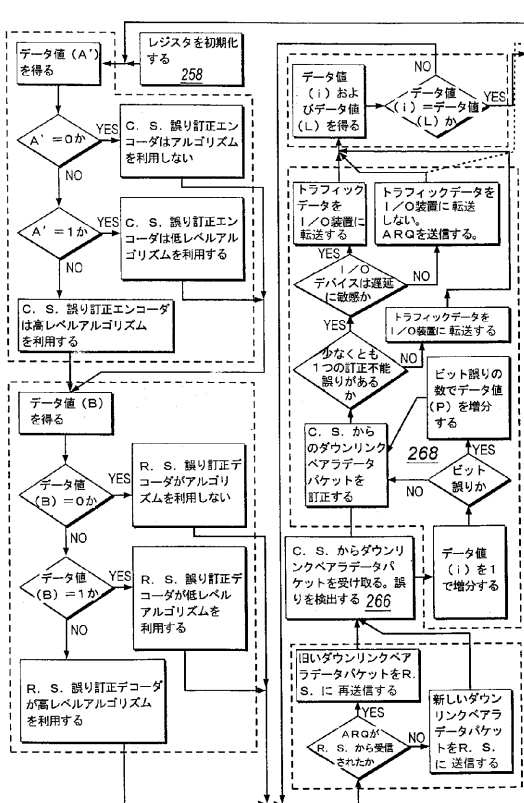 レジスタを初期化
する 258
データ値(A')
を得る
A'=0か
YES
NO
C. S. 誤り訂正エン
コーダはアルゴリズム
を利用しない
A'=1か
YES
NO
C. S. 誤り訂正エン
コーダは低レベルアル
ゴリズムを利用する
C. S. 誤り訂正エンコーダ
は高レベルアルゴリズム
を利用する
データ値(B)
を得る
データ値
(B)=0か
YES
NO
R. S. 誤り訂正デ
コーダがアルゴリ
ズムを利用しない
データ値
(B)=1か
YES
NO
R. S. 誤り訂正デ
コーダが低レベル
アルゴリズムを
利用する
R. S. 誤り訂正デコーダ
が高レベルアルゴリズム
を利用する
データ値
(i)およ
びデータ値
(L)を得る
NO
データ値
(i)=データ値
(L)か
YES
トラフィック
データを
I/O装置に
転送する
トラフィックデータを
I/O装置に 転送
しない。
ARQを送信する。
YES
I/O
デバイスは遅延
に敏感か
NO
YES
トラフィックデータを
I/O装置に 転送する
少なくとも
1つの訂正不能
誤りがある
か
NO
ビット誤りの
数でデータ値
(P)を増分
する
C. S. から
のダウンリンク
ベアラデータ
パケットを
訂正する
268
YES
NO
ビット
誤りか
C. S. からダウンリ
ンクベアラデータパ
ケットを受け取る。誤
りを検出する 266
データ値
(i)を1
で増分する
旧いダウンリンクベア
ラデータパケットをR.
S. に 再送信する
YES
ARQが
R. S. から受信
されたか
NO
新しいダウン
リンクベアラ
データパケッ
トをR. S.
に 送信する